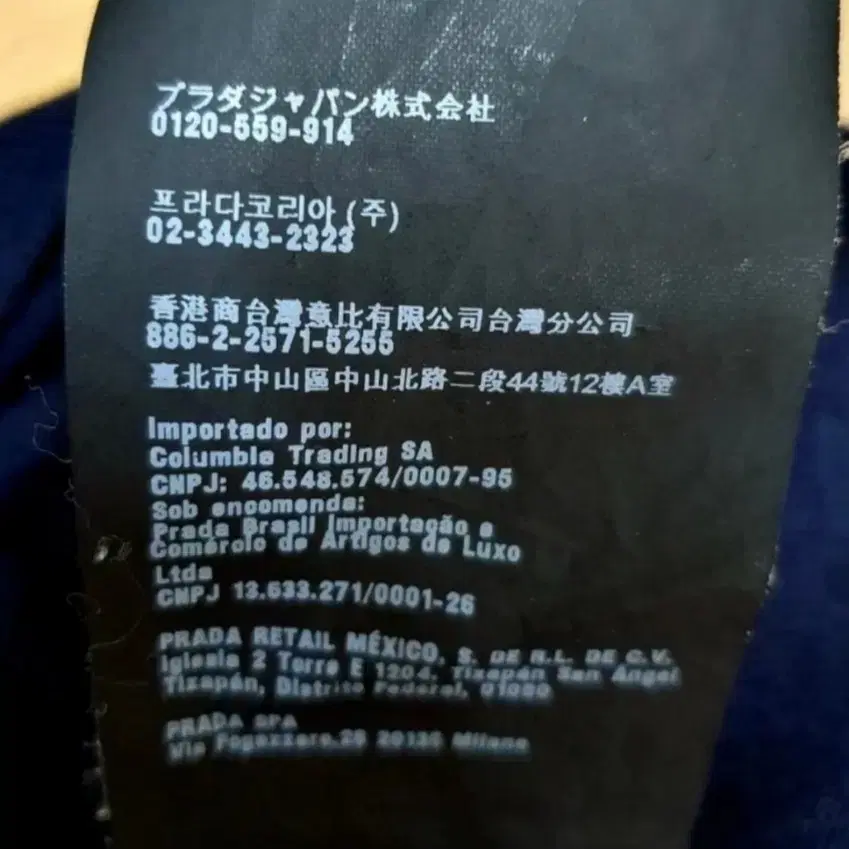 プラダジャパン株式会社
0120-559-914
프라다코리아(주)
02-3443-2323
香港商台灣意比有限公司台灣分公司
886-2-2571-5255
臺北市中山區中山北路二段44號12樓A室
Importado por:
Columbia Trading SA
CNPJ: 46.548.574/0007-95
Sob encomenda:
Prada Brasil Importação e
Comércio de Artigos de Luxo
Ltda
CNPJ 13.533.271/0001-26
PRADA RETAIL MÉXICO, S. DE R.L. DE C.V.
Iglesia 2 Torre E 1204, Tizapán San Angel
Tizapán, Distrito Federal, 01090
PRADA SPA
Via Fogazzaro,28 20135 Milano